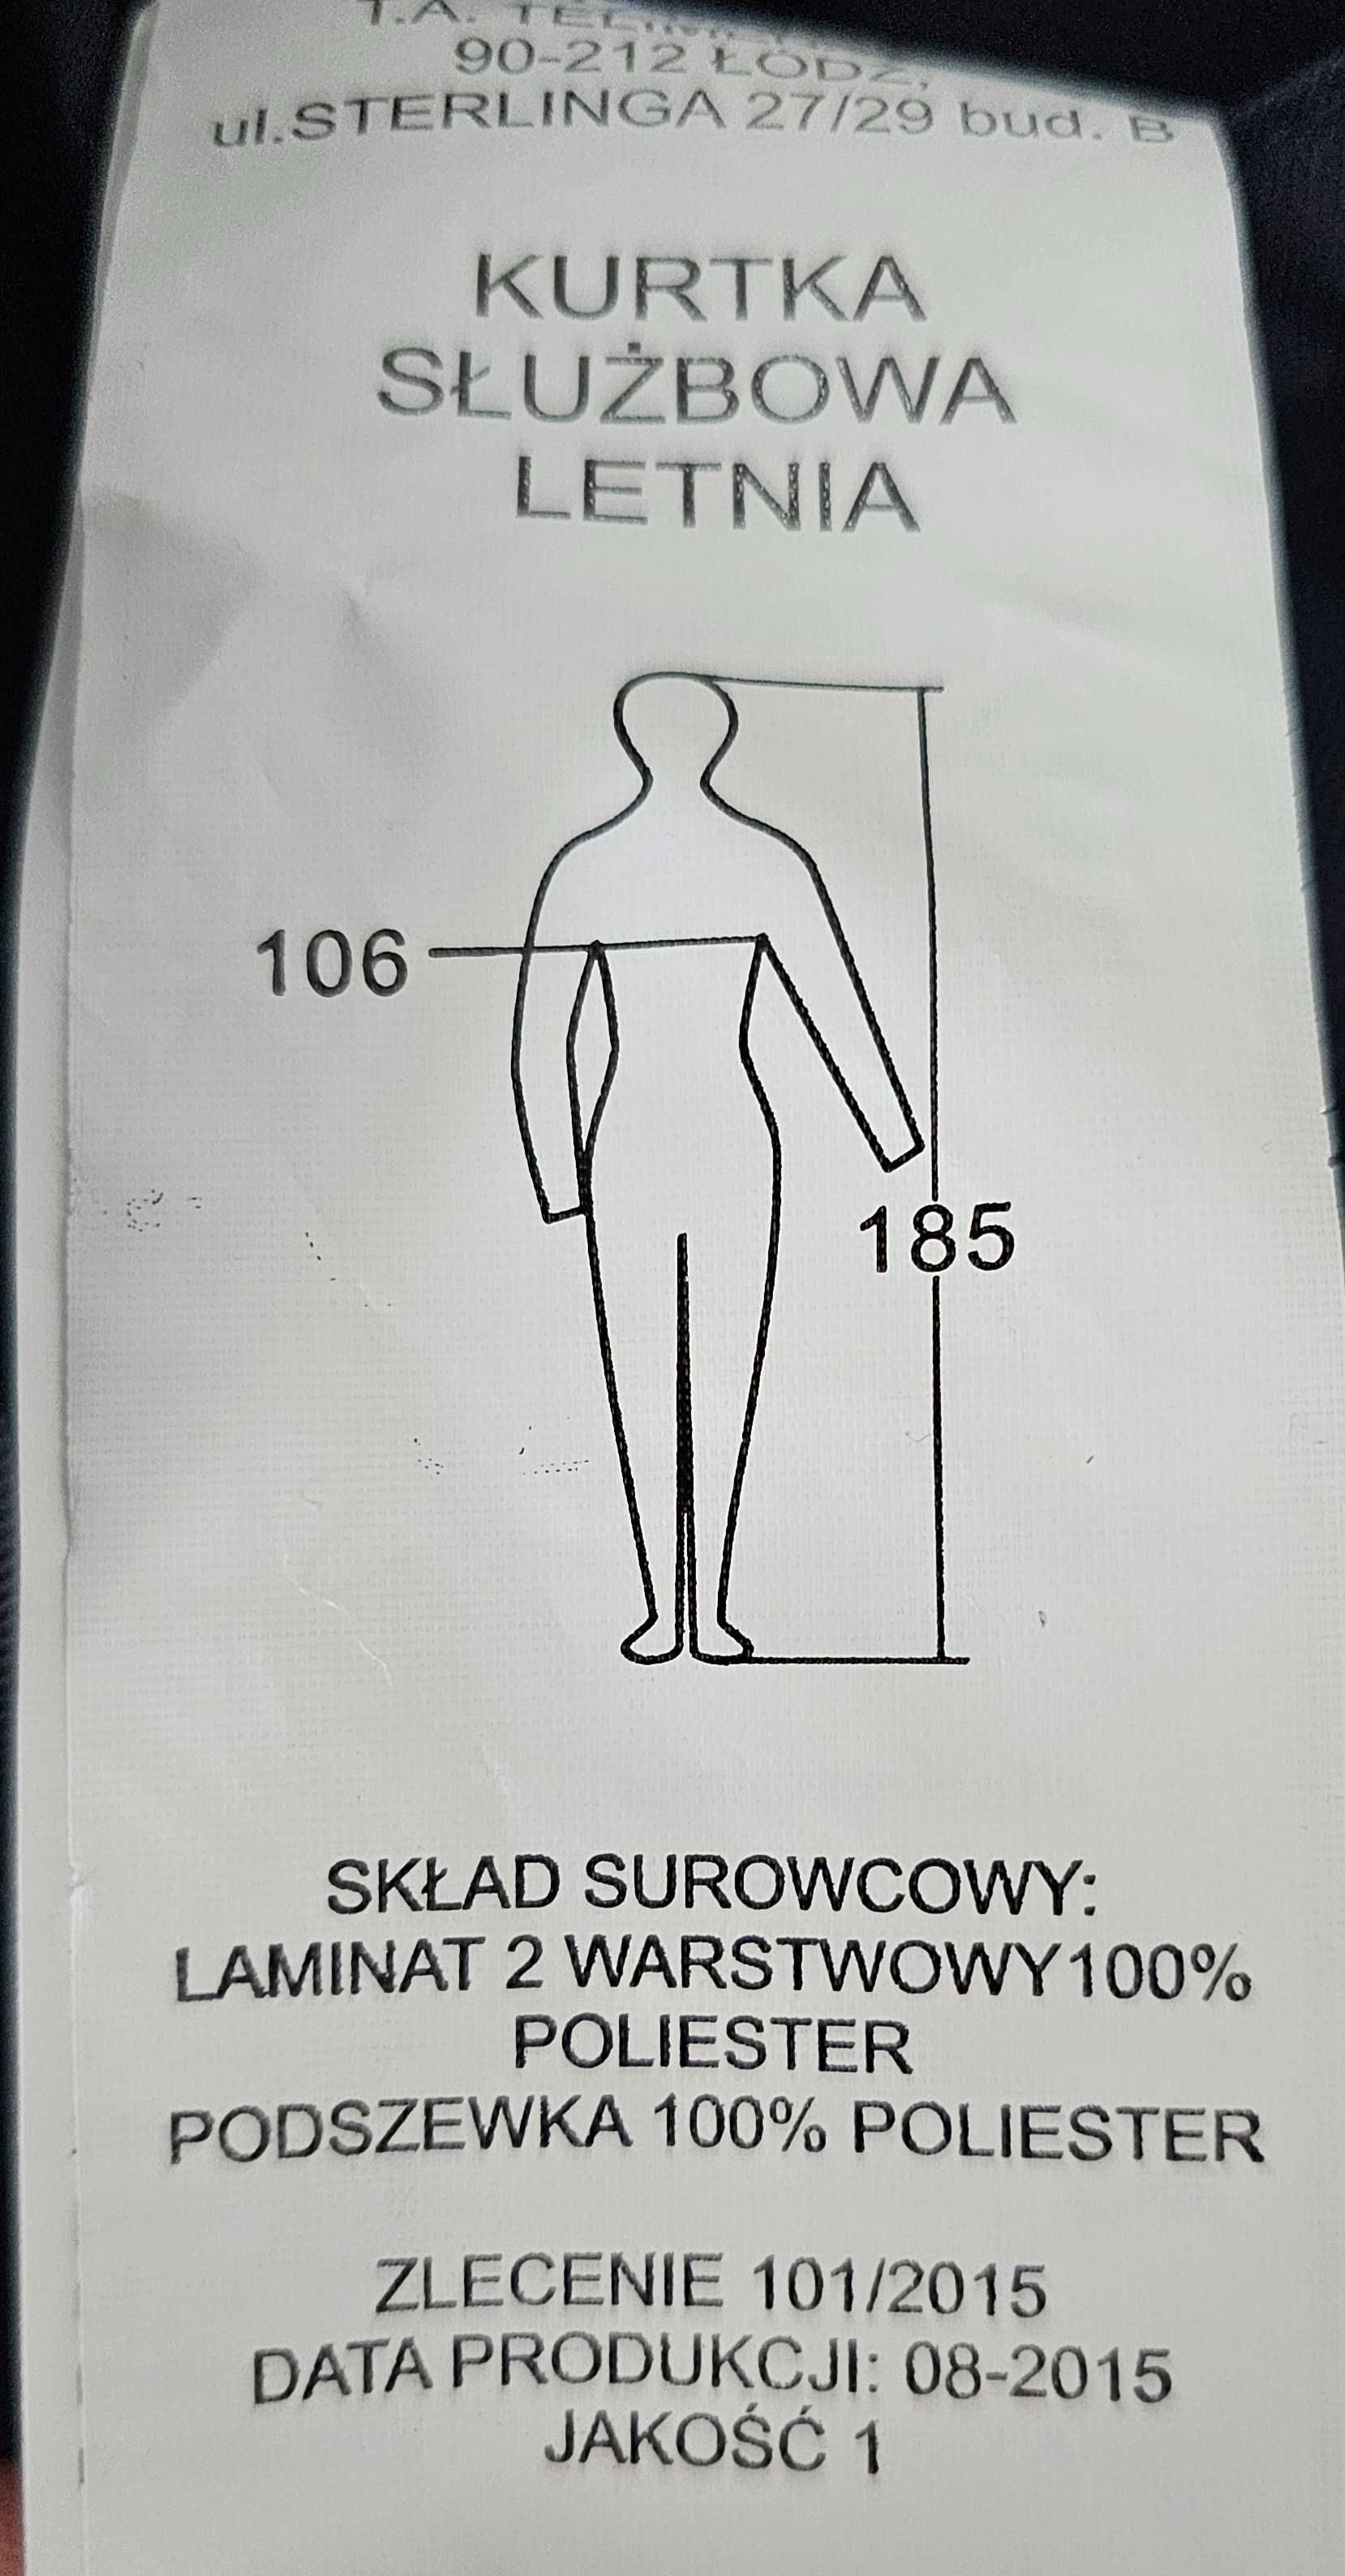 T.A.
90-212 ŁÓDŹ,
ul.STERLINGA 27/29 bud. B
KURTKA
SŁUŻBOWA
LETNIA
106
185
SKŁAD SUROWCOWY:
LAMINAT 2 WARSTWOWY100%
POLIESTER
PODSZEWKA 100% POLIESTER
ZLECENIE 101/2015
DATA PRODUKCJI: 08-2015
JAKOŚĆ 1